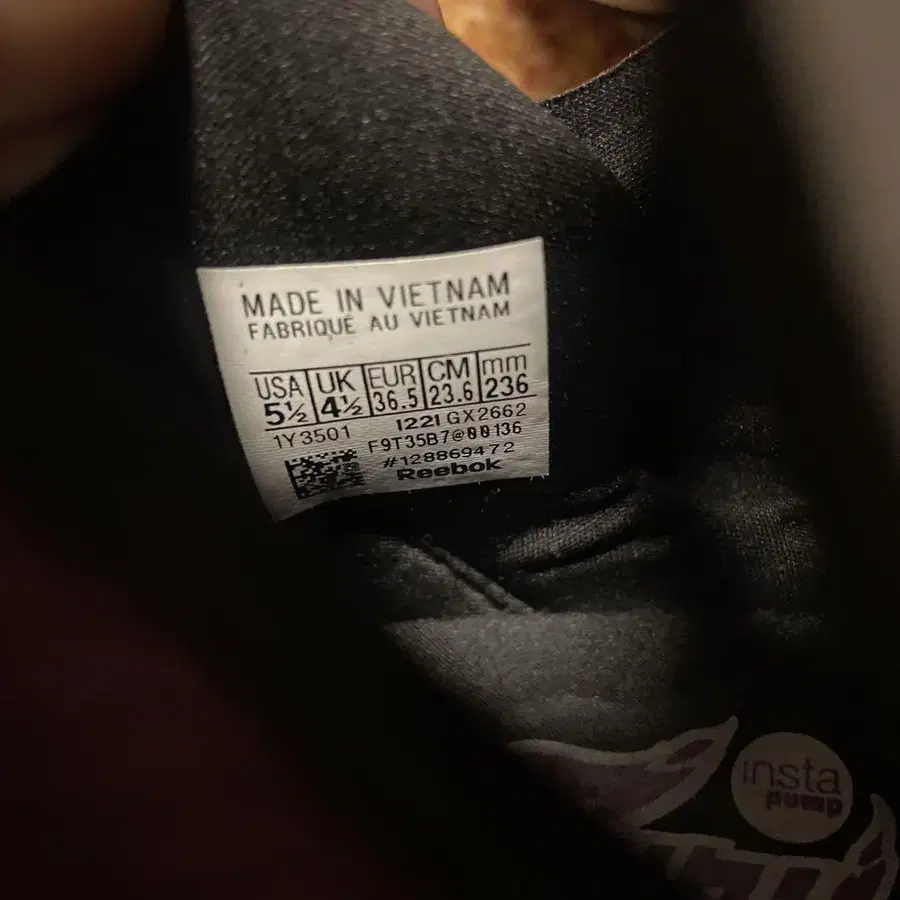 MADE IN VIETNAM
FABRIQUE AU VIETNAM
USA UK EUR CM mm
5½ 4½ 36.5 23.6 236
1Y3501 1221 GX2662
F9T35B7@00136
#128869472
Reebok
insta
pump